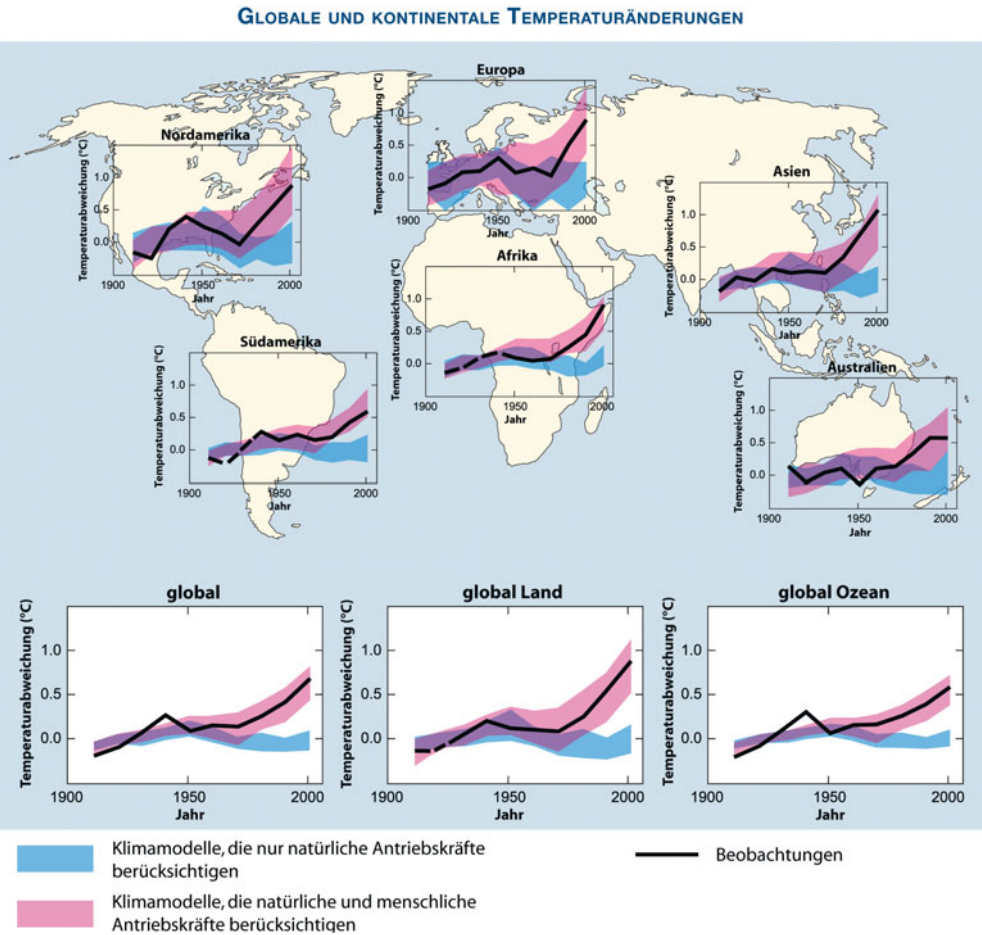 GLOBALE UND KONTINENTALE TEMPERATURÄNDERUNGEN
Europa
Temperaturabweichung (°C)
1.0
0.5
0.0
1900
1950
2000
Jahr
Nordamerika
Temperaturabweichung (°C)
1.0
0.5
0.0
1900
1950
2000
Jahr
Asien
Temperaturabweichung (°C)
1.0
0.5
0.0
1900
1950
2000
Jahr
Afrika
Temperaturabweichung (°C)
1.0
0.5
0.0
1900
1950
2000
Jahr
Südamerika
Temperaturabweichung (°C)
1.0
0.5
0.0
1900
1950
2000
Jahr
Australien
Temperaturabweichung (°C)
1.0
0.5
0.0
1900
1950
2000
Jahr
global
Temperaturabweichung (°C)
1.0
0.5
0.0
1900
1950
2000
Jahr
global Land
Temperaturabweichung (°C)
1.0
0.5
0.0
1900
1950
2000
Jahr
global Ozean
Temperaturabweichung (°C)
1.0
0.5
0.0
1900
1950
2000
Jahr
Klimamodelle, die nur natürliche Antriebskräfte
berücksichtigen
Beobachtungen
Klimamodelle, die natürliche und menschliche
Antriebskräfte berücksichtigen